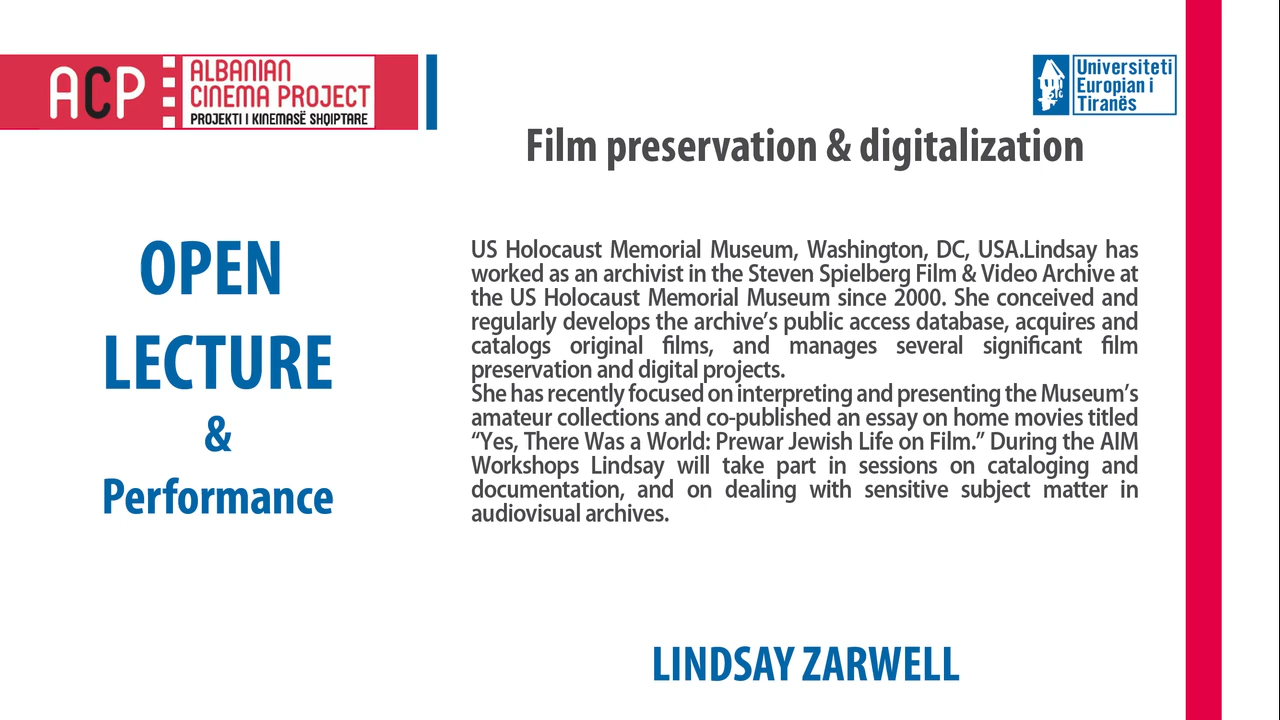 ACP
ALBANIAN
CINEMA PROJECT
PROJEKTI I KINEMASË SHQIPTARE
Universiteti
Europian i
Tiranës
Film preservation & digitalization
OPEN
LECTURE
&
Performance
US Holocaust Memorial Museum, Washington, DC, USA.Lindsay has
worked as an archivist in the Steven Spielberg Film & Video Archive at
the US Holocaust Memorial Museum since 2000. She conceived and
regularly develops the archive’s public access database, acquires and
catalogs original films, and manages several significant film
preservation and digital projects.
She has recently focused on interpreting and presenting the Museum’s
amateur collections and co-published an essay on home movies titled
“Yes, There Was a World: Prewar Jewish Life on Film.” During the AIM
Workshops Lindsay will take part in sessions on cataloging and
documentation, and on dealing with sensitive subject matter in
audiovisual archives.
LINDSAY ZARWELL